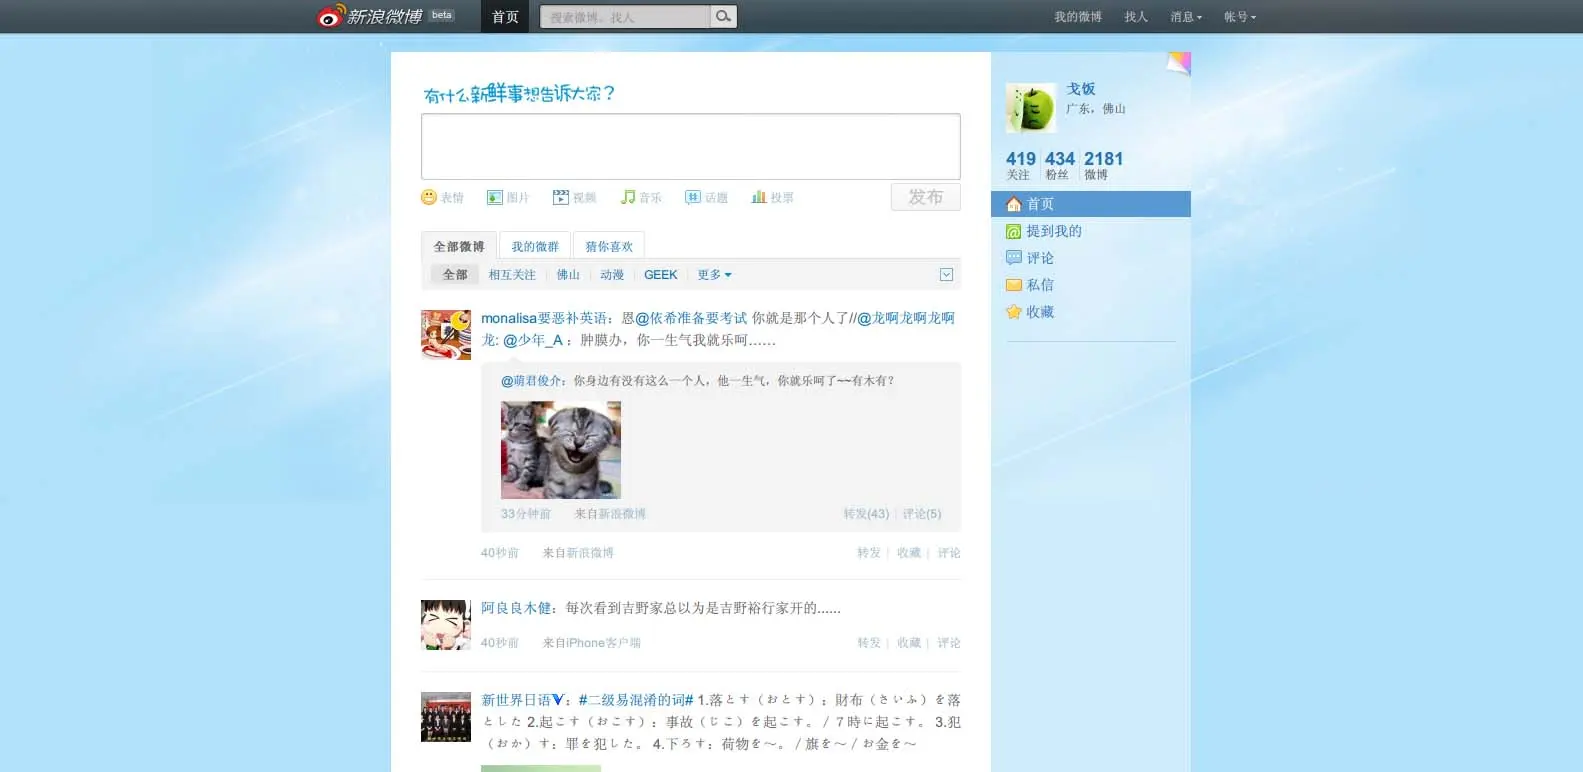 新浪微博 beta
首页
搜索微博、找人
我的微博 找人 消息 帐号
有什么新鲜事想告诉大家?
表情 图片 视频 音乐 话题 投票
发布
全部微博 我的微群 猜你喜欢
全部 相互关注 佛山 动漫 GEEK 更多
monalisa要恶补英语：恩@依希准备要考试 你就是那个人了//@龙啊龙啊龙啊
龙: @少年_A ：肿膜办，你一生气我就乐呵……
@萌君俊介：你身边有没有这么一个人，他一生气，你就乐呵了~~有木有？
33分钟前 来自新浪微博 转发(43) 评论(5)
40秒前 来自新浪微博 转发 收藏 评论
阿良良木健：每次看到吉野家总以为是吉野裕行家开的......
40秒前 来自iPhone客户端 转发 收藏 评论
新世界日语V：#二级易混淆的词# 1.落とす（おとす）：財布（さいふ）を落
とした 2.起こす（おこす）：事故（じこ）を起こす。／７時に起こす。 3.犯
（おか）す：罪を犯した。 4.下ろす：荷物を～。／旗を～／お金を～
戈饭
广东，佛山
419 434 2181
关注 粉丝 微博
首页
提到我的
评论
私信
收藏